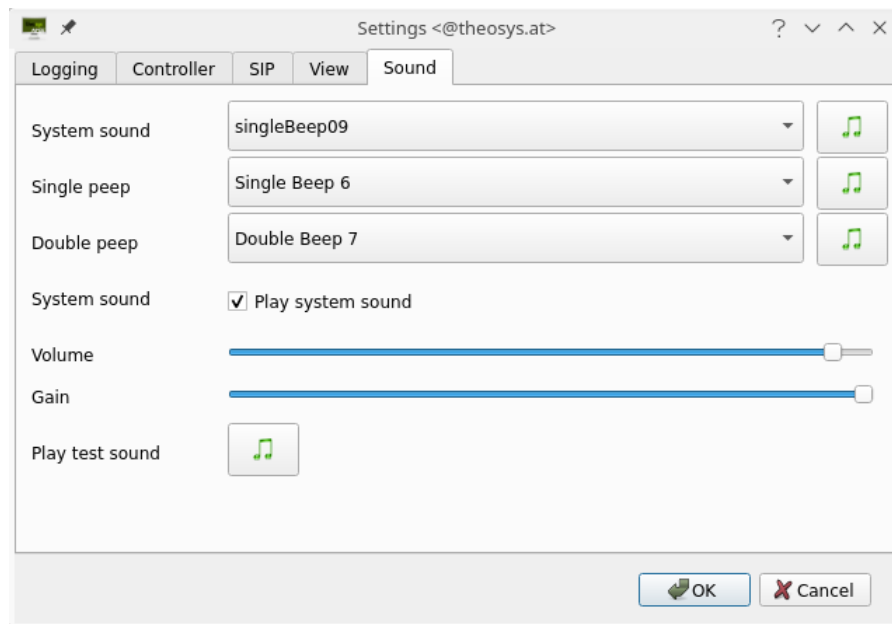 Settings <@theosys.at>
Logging Controller SIP View Sound
System sound singleBeep09
Single peep Single Beep 6
Double peep Double Beep 7
System sound Play system sound
Volume
Gain
Play test sound
OK Cancel